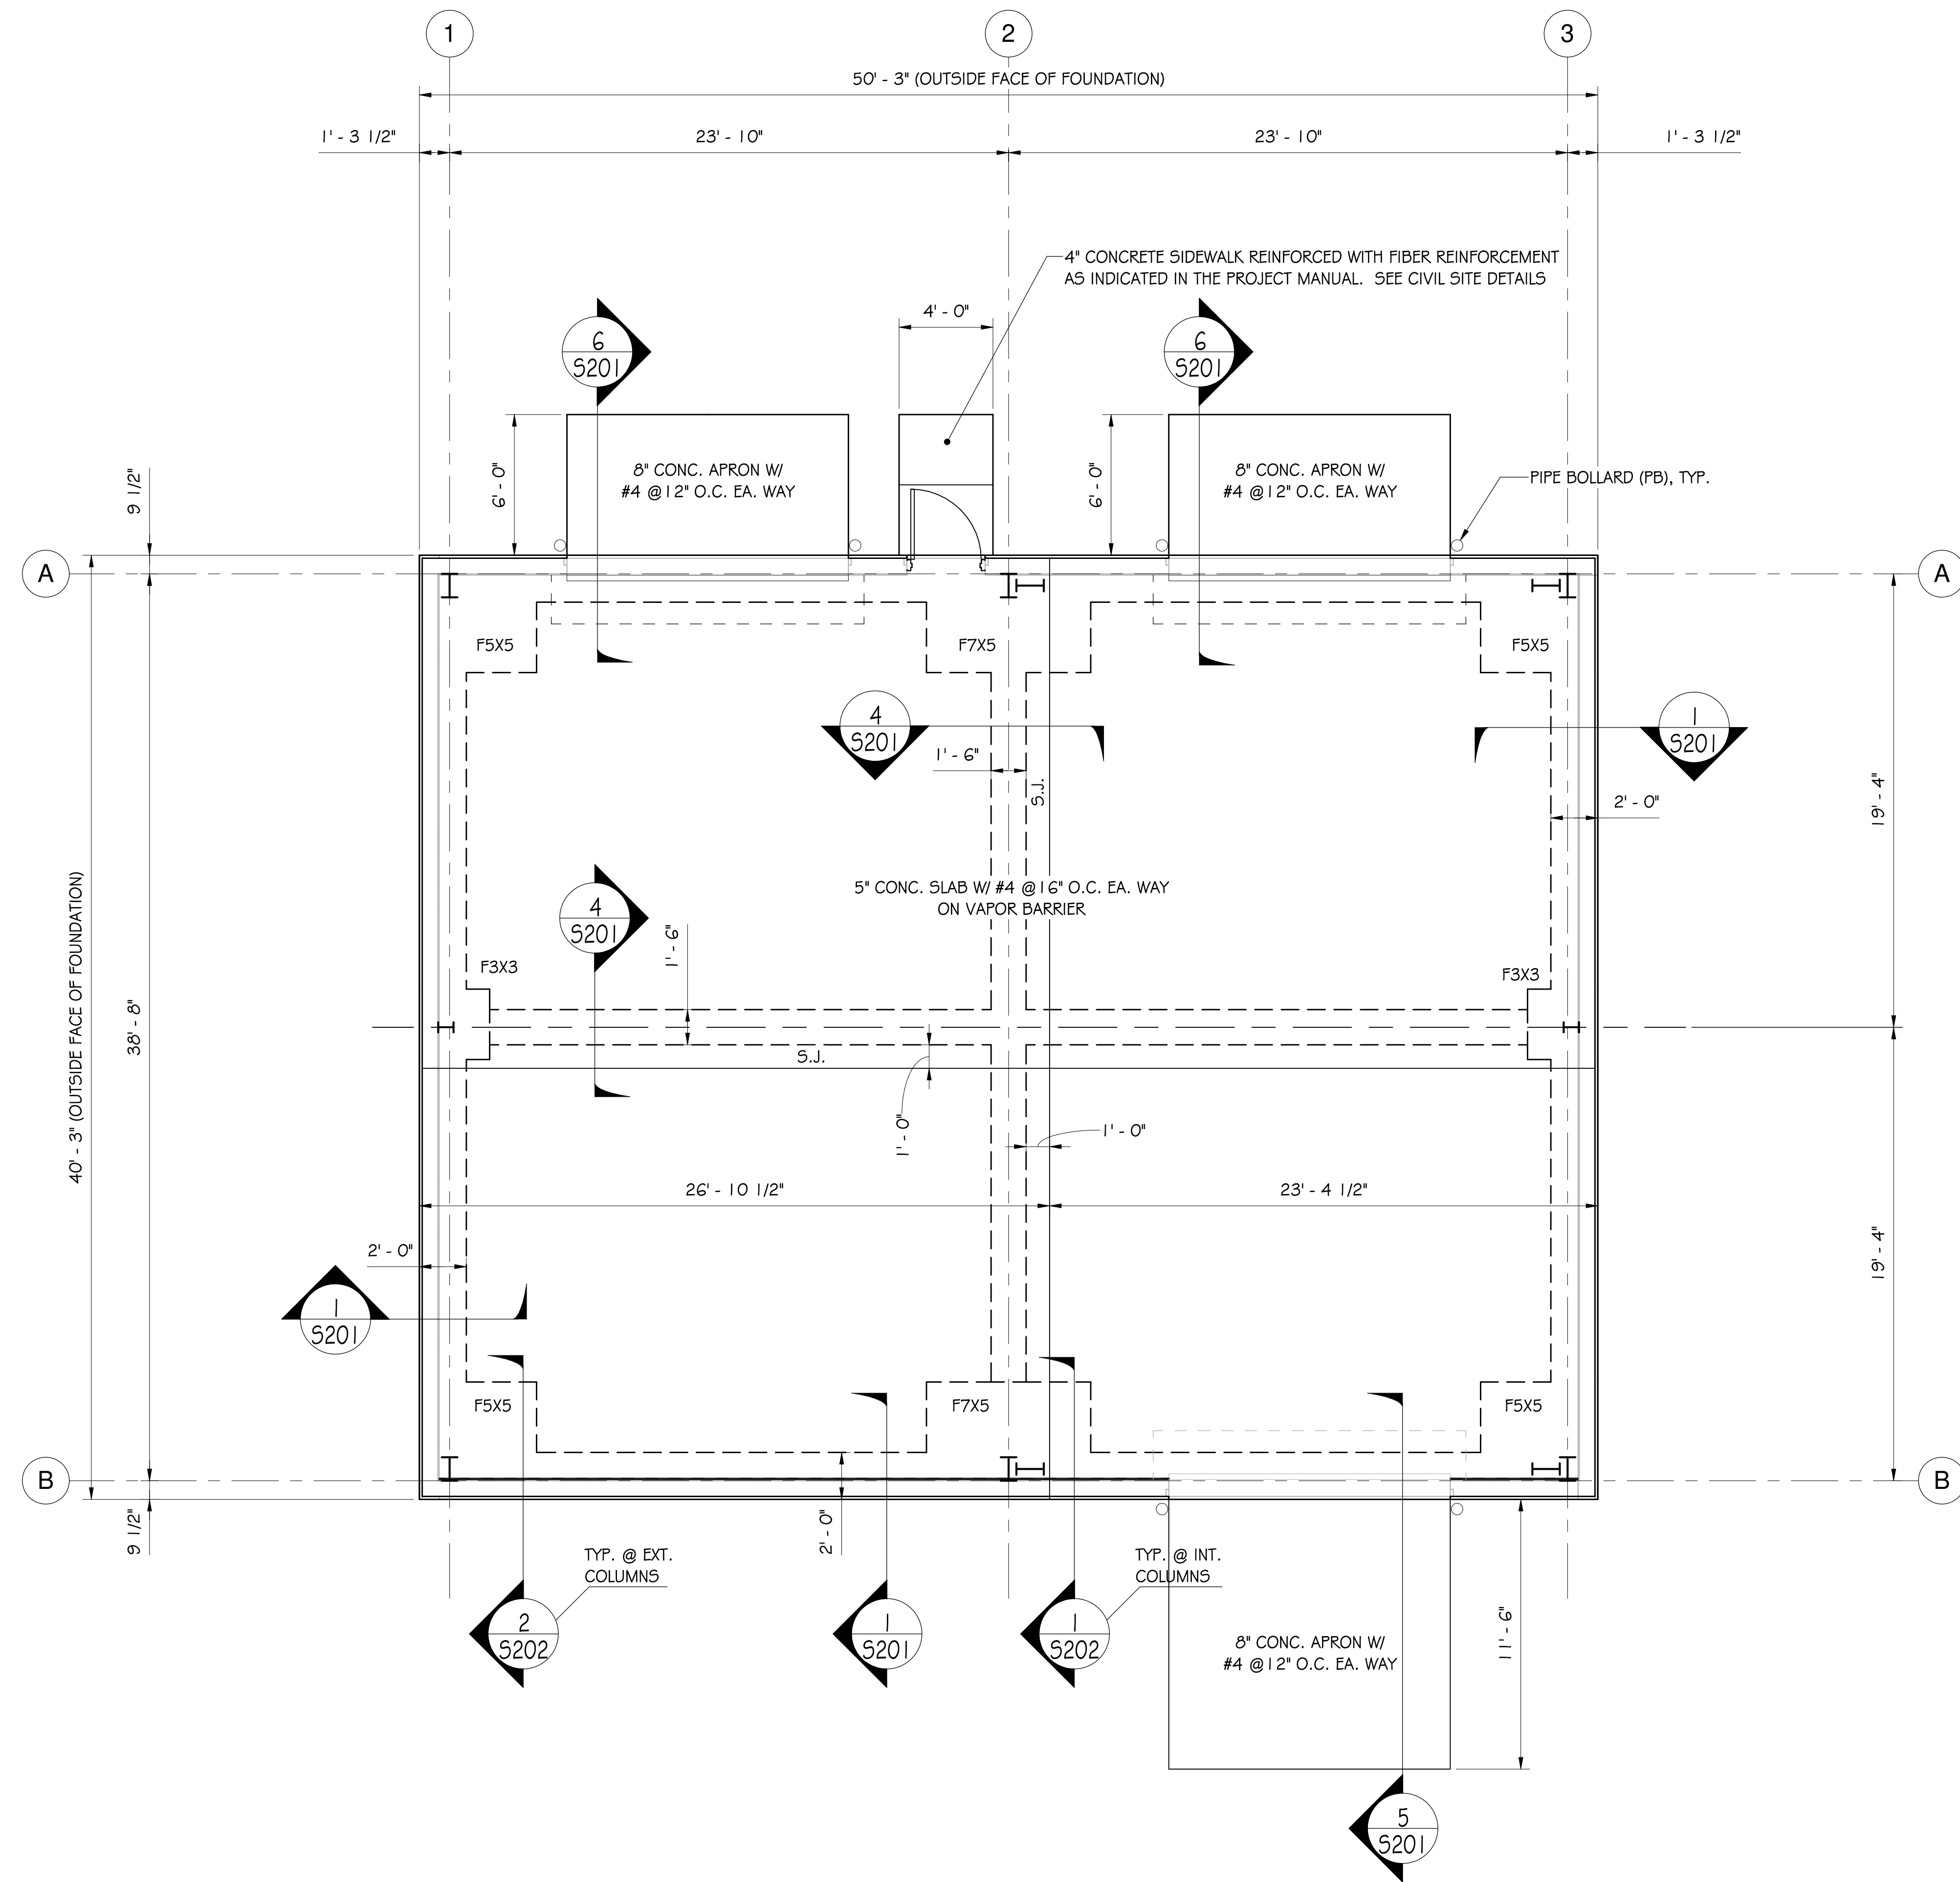 1
2
3
50' - 3" (OUTSIDE FACE OF FOUNDATION)
1' - 3 1/2"
23' - 10"
23' - 10"
1' - 3 1/2"
4" CONCRETE SIDEWALK REINFORCED WITH FIBER REINFORCEMENT
AS INDICATED IN THE PROJECT MANUAL. SEE CIVIL SITE DETAILS
4' - 0"
6
S201
6
S201
9 1/2"
6' - 0"
8" CONC. APRON W/
#4 @12" O.C. EA. WAY
6' - 0"
8" CONC. APRON W/
#4 @12" O.C. EA. WAY
PIPE BOLLARD (PB), TYP.
A
A
F5X5
F7X5
F5X5
4
S201
1
S201
1' - 6"
S.J.
2' - 0"
19' - 4"
5" CONC. SLAB W/ #4 @16" O.C. EA. WAY
ON VAPOR BARRIER
4
S201
1' - 6"
F3X3
F3X3
40' - 3" (OUTSIDE FACE OF FOUNDATION)
38' - 8"
S.J.
1' - 0"
1' - 0"
26' - 10 1/2"
23' - 4 1/2"
2' - 0"
19' - 4"
1
S201
F5X5
F7X5
F5X5
B
B
9 1/2"
2' - 0"
TYP. @ EXT.
COLUMNS
TYP. @ INT.
COLUMNS
2
S202
1
S201
1
S202
8" CONC. APRON W/
#4 @12" O.C. EA. WAY
11' - 6"
5
S201